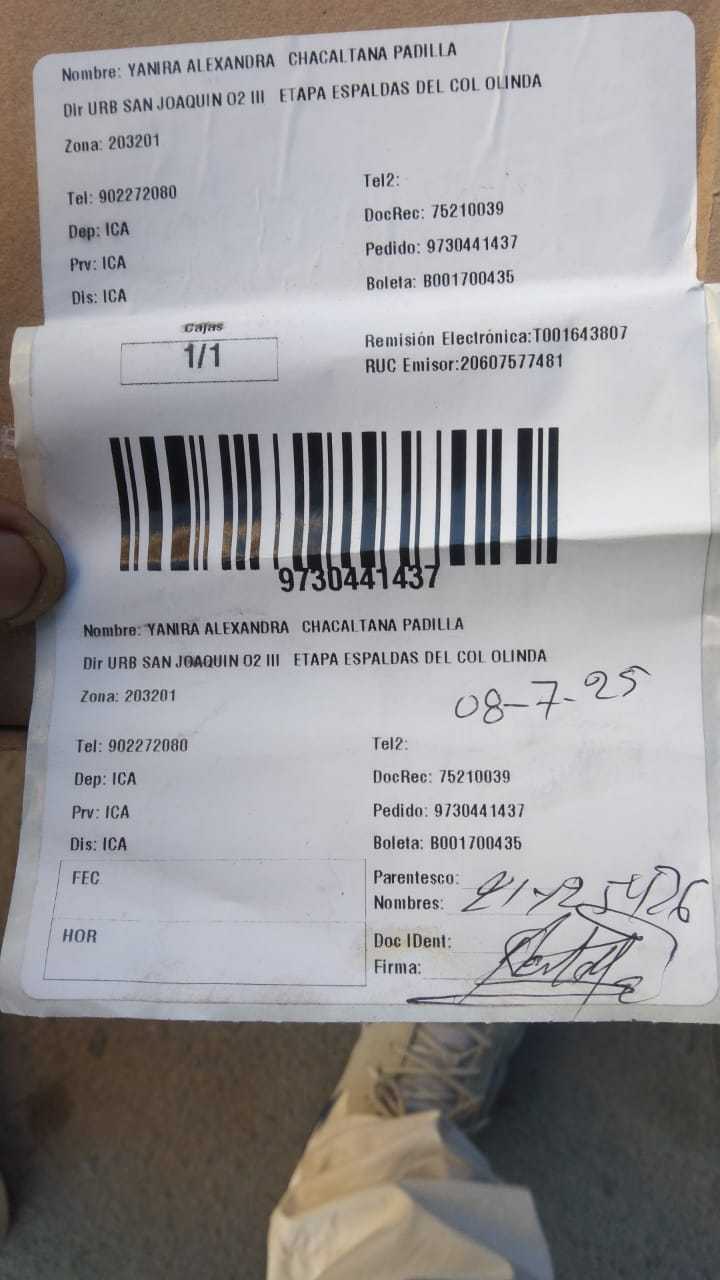 Nombre: YANIRA ALEXANDRA CHACALTANA PADILLA
Dir URB SAN JOAQUIN O2 III ETAPA ESPALDAS DEL COL OLINDA
Zona: 203201
Tel: 902272080 Tel2:
Dep: ICA DocRec: 75210039
Prv: ICA Pedido: 9730441437
Dis: ICA Boleta: B001700435
Cajas
1/1
Remisión Electrónica:T001643807
RUC Emisor:20607577481
9730441437
Nombre: YANIRA ALEXANDRA CHACALTANA PADILLA
Dir URB SAN JOAQUIN O2 III ETAPA ESPALDAS DEL COL OLINDA
Zona: 203201
08-7-25
Tel: 902272080 Tel2:
Dep: ICA DocRec: 75210039
Prv: ICA Pedido: 9730441437
Dis: ICA Boleta: B001700435
FEC
HOR
Parentesco:
Nombres:
Doc IDent:
Firma: